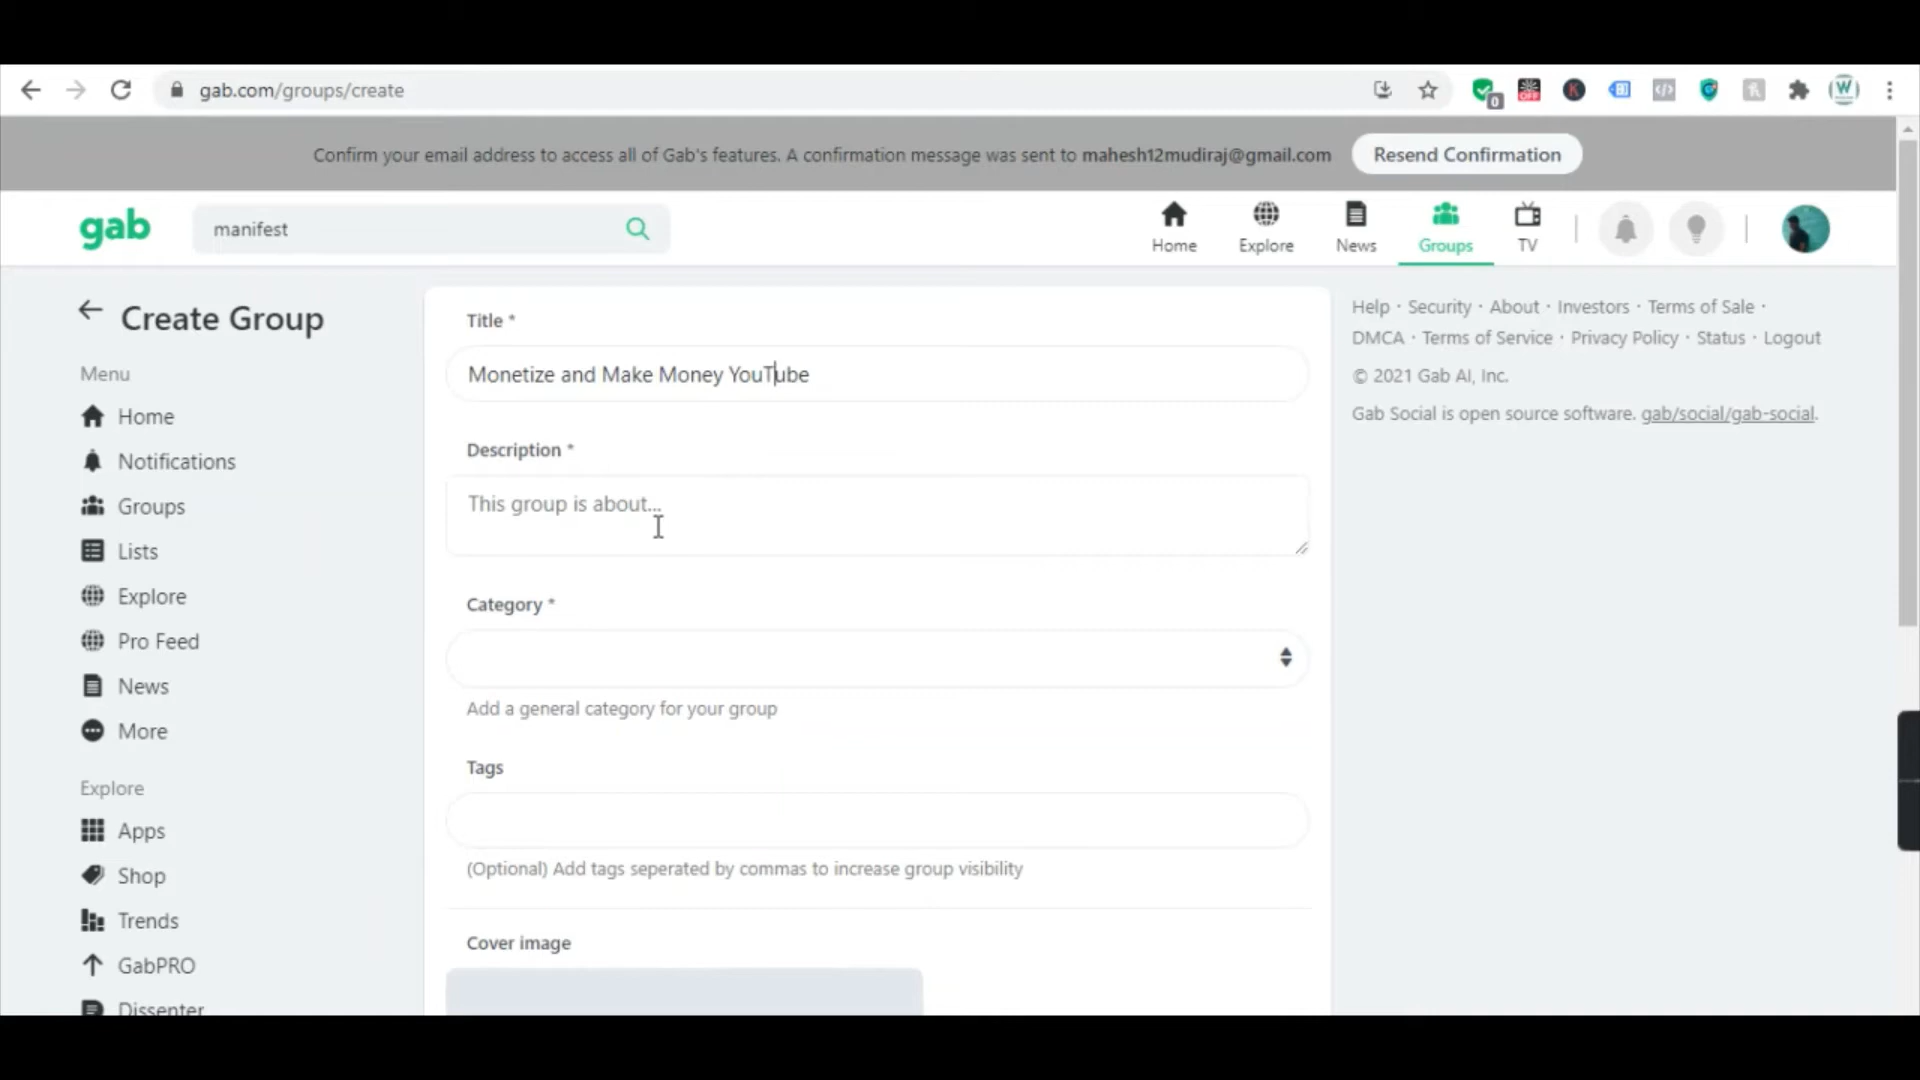 gab.com/groups/create
0
OFF
K
W
Confirm your email address to access all of Gab's features. A confirmation message was sent to mahesh12mudiraj@gmail.com
Resend Confirmation
gab
manifest
Home
Explore
News
Groups
TV
Create Group
Menu
Home
Notifications
Groups
Lists
Explore
Pro Feed
News
More
Explore
Apps
Shop
Trends
GabPRO
Dissenter
Title *
Monetize and Make Money YouTube
Description *
This group is about...
Category *
Add a general category for your group
Tags
(Optional) Add tags seperated by commas to increase group visibility
Cover image
Help · Security · About · Investors · Terms of Sale ·
DMCA · Terms of Service · Privacy Policy · Status · Logout
© 2021 Gab AI, Inc.
Gab Social is open source software. gab/social/gab-social.